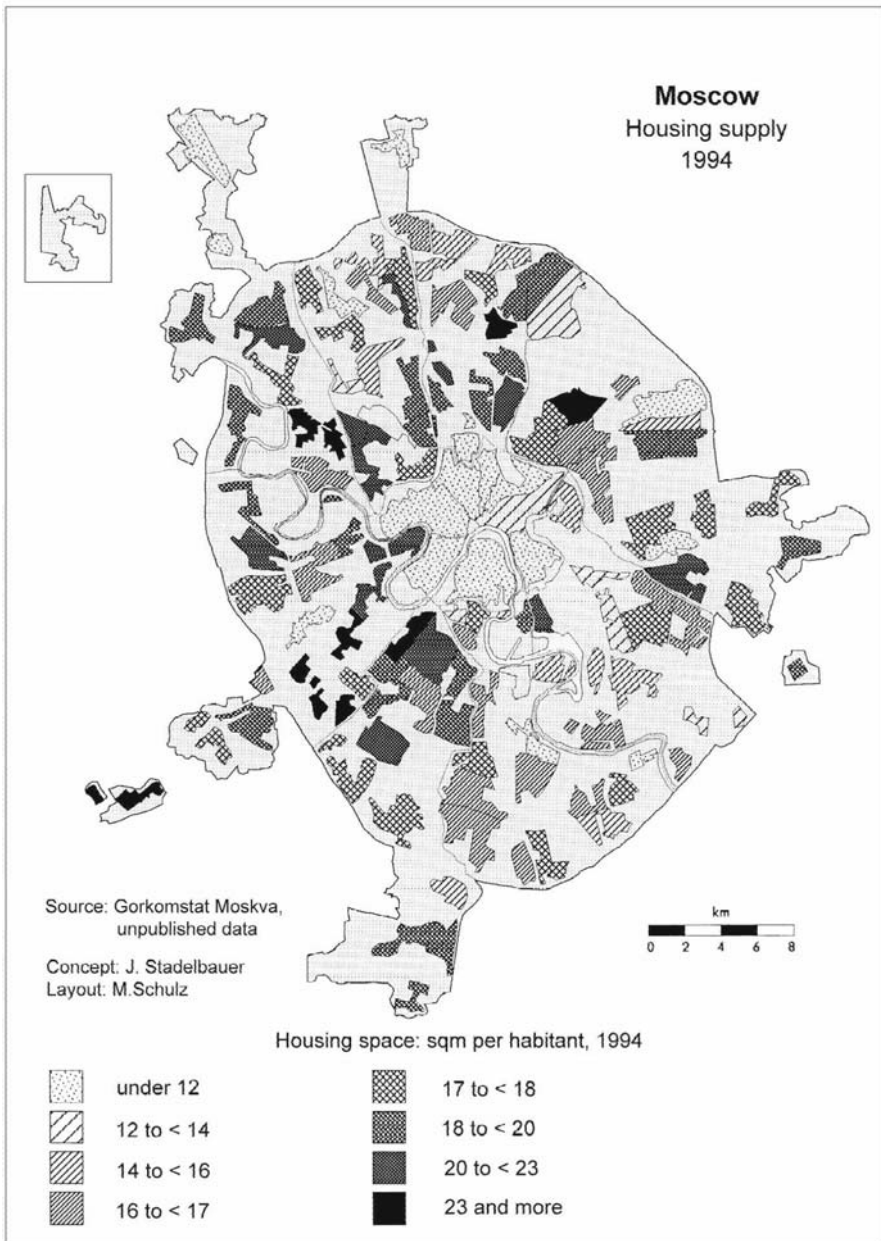 Moscow
Housing supply
1994
Source: Gorkomstat Moskva,
unpublished data
Concept: J. Stadelbauer
Layout: M.Schulz
km
0 2 4 6 8
Housing space: sqm per habitant, 1994
under 12
12 to < 14
14 to < 16
16 to < 17
17 to < 18
18 to < 20
20 to < 23
23 and more